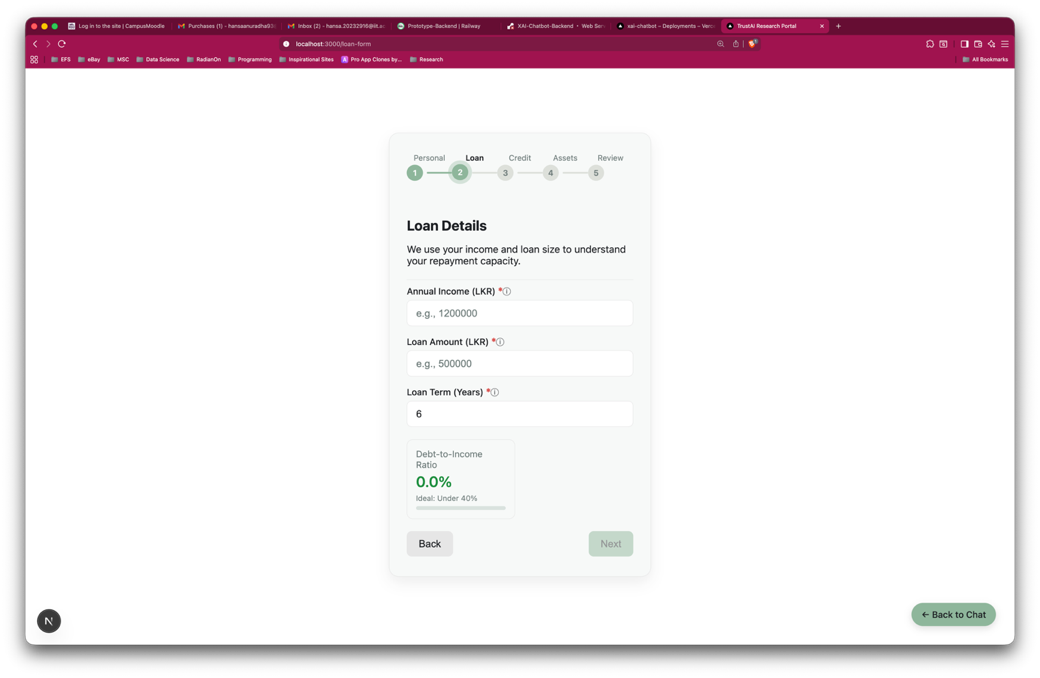 Log in to the site | CampusMoodle
Purchases (1) - hansaanuradha93
Inbox (2) - hansa.20232916@iit.ac
Prototype-Backend | Railway
XAI-Chatbot-Backend • Web Ser
xai-chatbot – Deployments – Ver
TrustAI Research Portal
localhost:3000/loan-form
EFS
eBay
MSC
Data Science
RadianOn
Programming
Inspirational Sites
A
Pro App Clones by...
Research
All Bookmarks
Personal
Loan
Credit
Assets
Review
1
2
3
4
5
Loan Details
We use your income and loan size to understand
your repayment capacity.
Annual Income (LKR) *
e.g., 1200000
Loan Amount (LKR) *
e.g., 500000
Loan Term (Years) *
6
Debt-to-Income
Ratio
0.0%
Ideal: Under 40%
Back
Next
N
← Back to Chat